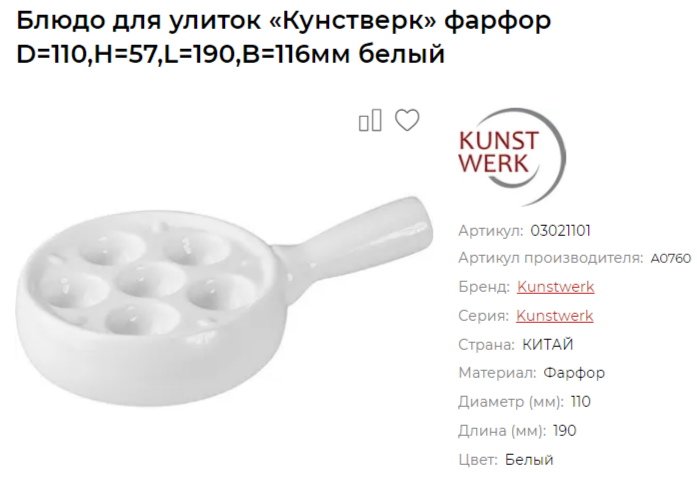 Блюдо для улиток «Кунстверк» фарфор
D=110,H=57,L=190,B=116мм белый
KUNST
WERK
Артикул: 03021101
Артикул производителя: A0760
Бренд: Kunstwerk
Серия: Kunstwerk
Страна: КИТАЙ
Материал: Фарфор
Диаметр (мм): 110
Длина (мм): 190
Цвет: Белый